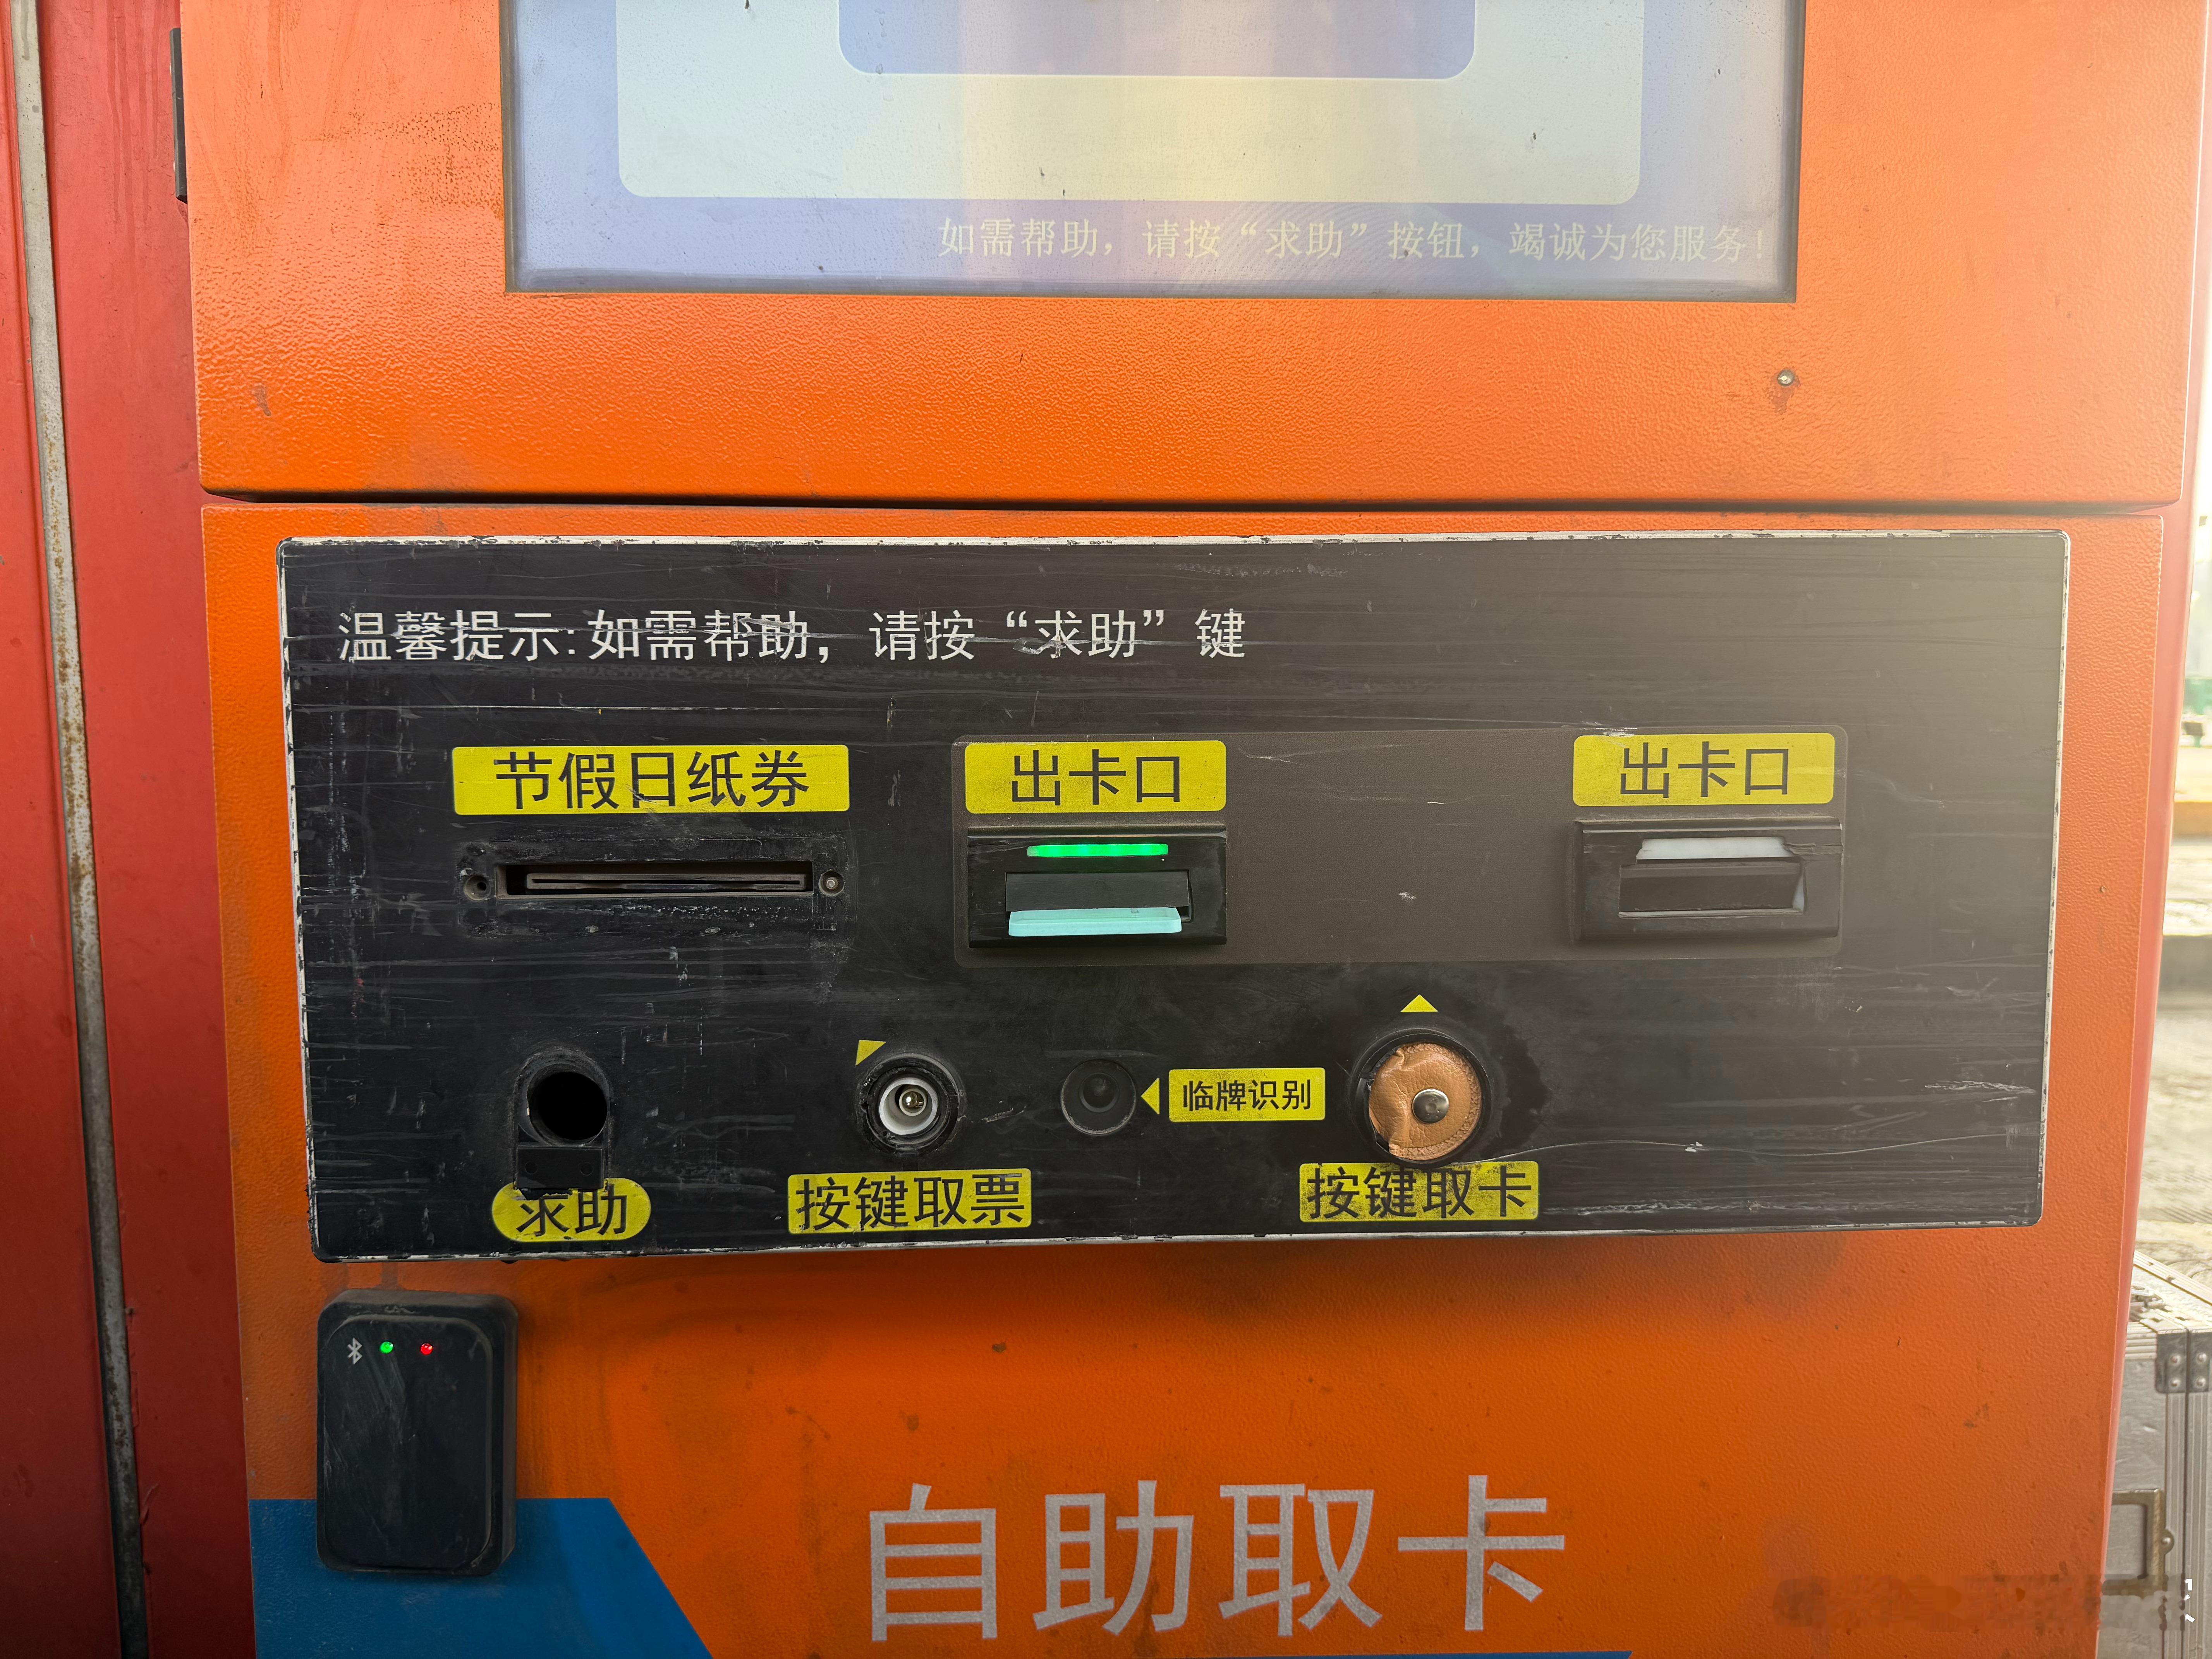 如需帮助，请按“求助”按钮，竭诚为您服务！
温馨提示:如需帮助，请按“求助”键
节假日纸券
出卡口
出卡口
临牌识别
求助
按键取票
按键取卡
自助取卡